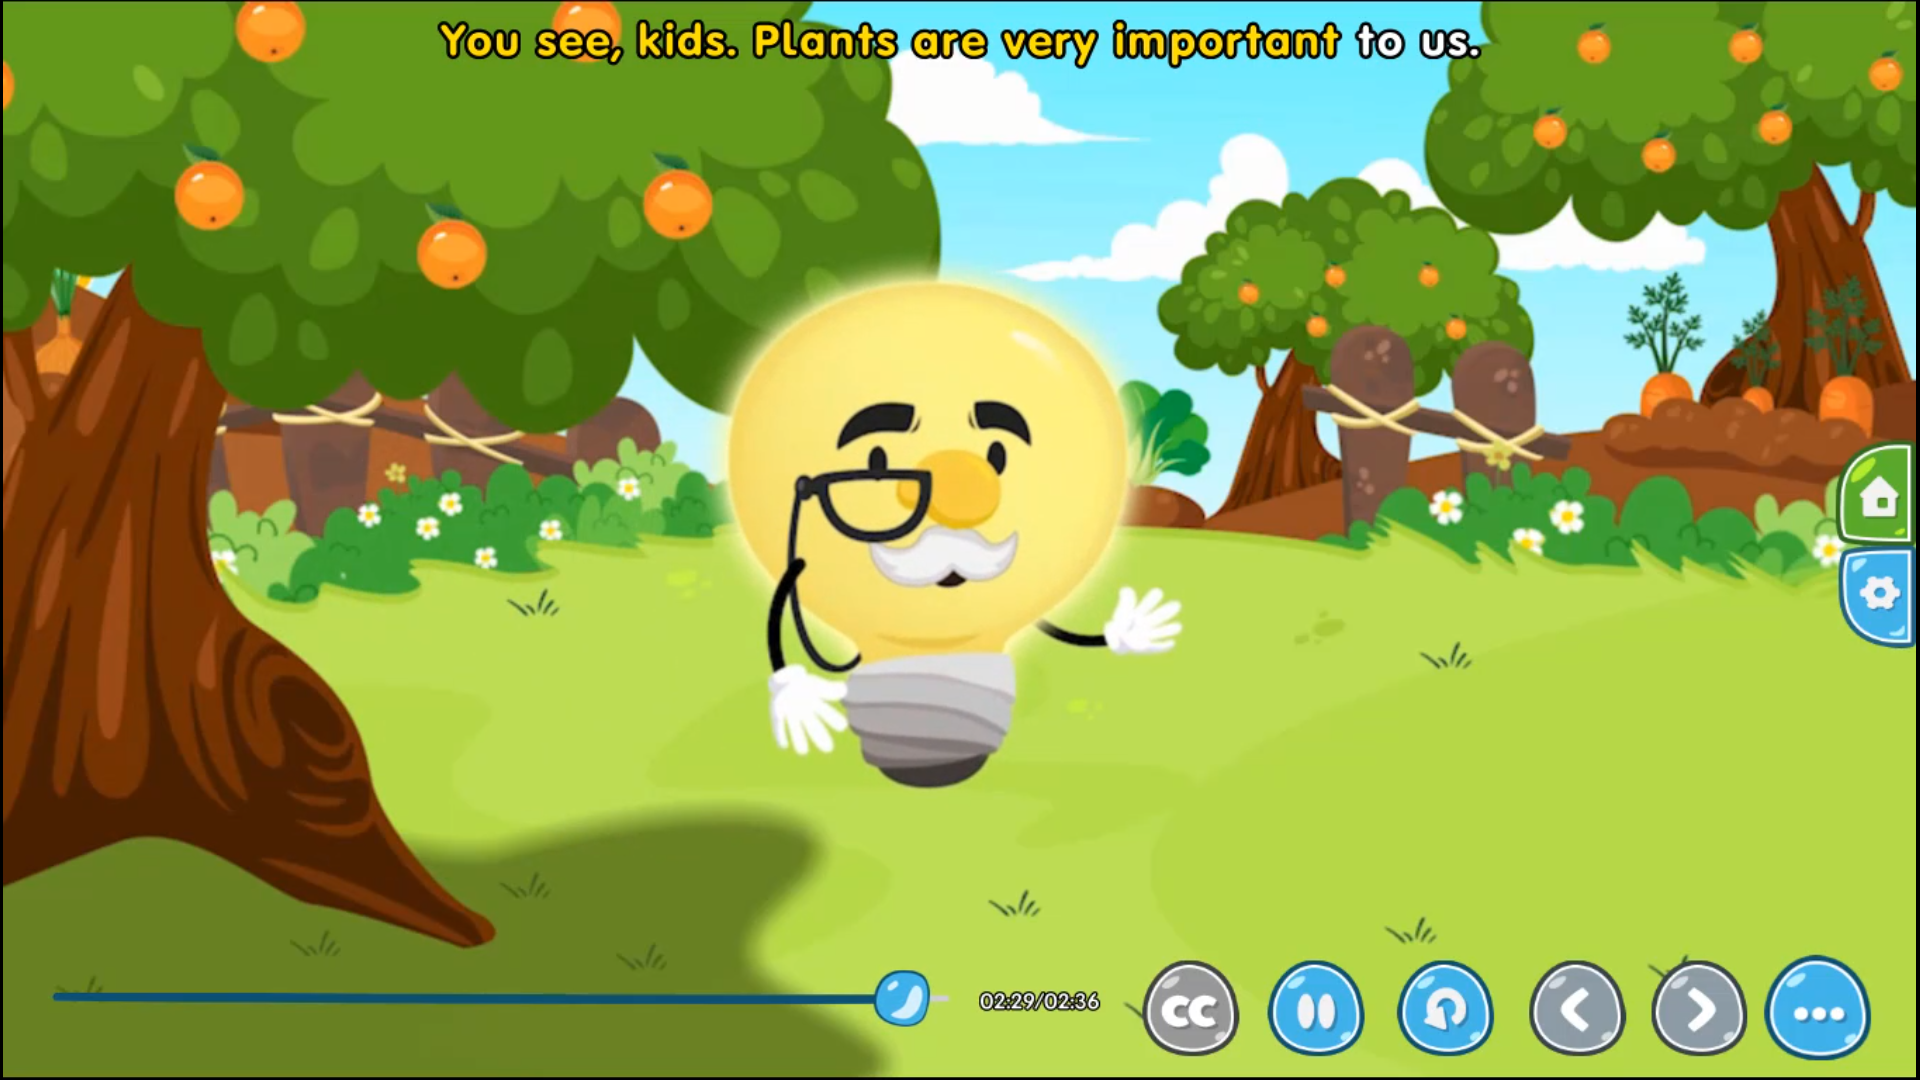 You see, kids. Plants are very important to us.
02:29/02:36
CC